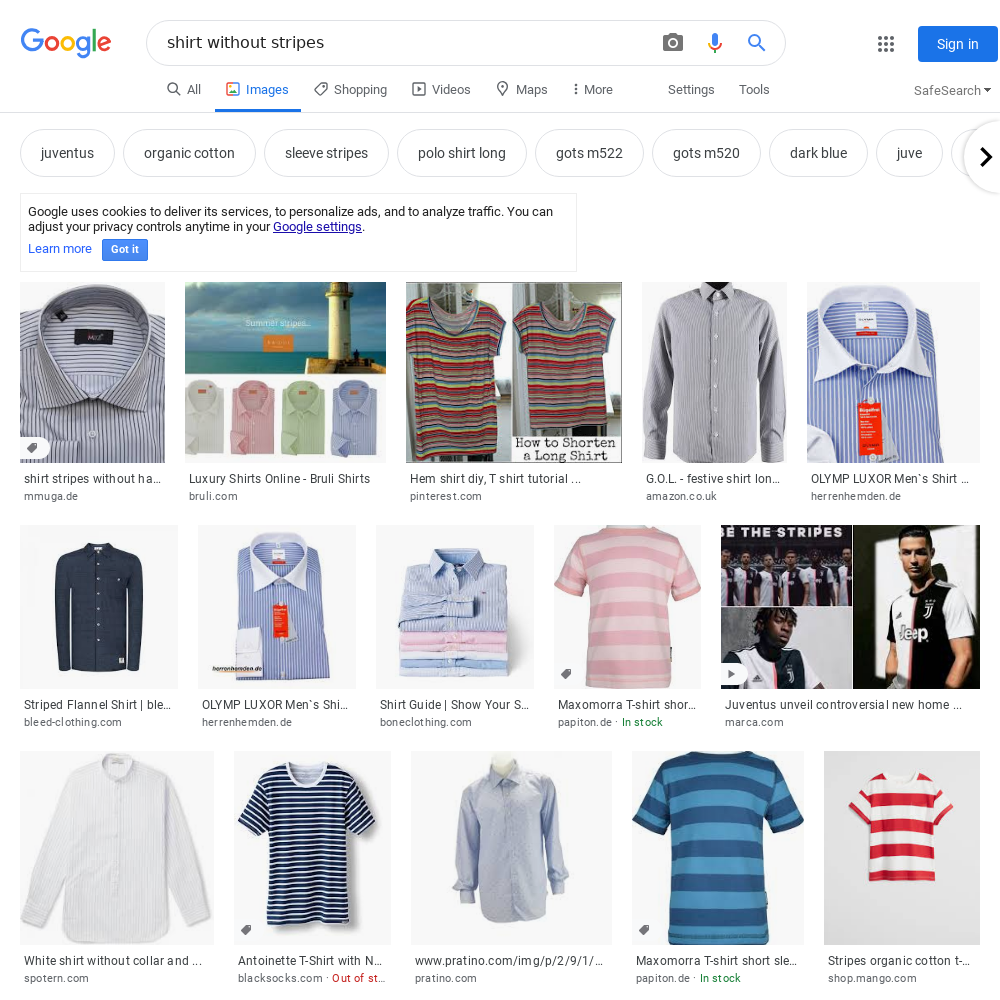 Google
shirt without stripes
Sign in
All
Images
Shopping
Videos
Maps
More
Settings
Tools
SafeSearch
juventus
organic cotton
sleeve stripes
polo shirt long
gots m522
gots m520
dark blue
juve
Google uses cookies to deliver its services, to personalize ads, and to analyze traffic. You can
adjust your privacy controls anytime in your Google settings.
Learn more
Got it
Summer stripes...
How to Shorten
a Long Shirt
shirt stripes without ha...
mmuga.de
Luxury Shirts Online - Bruli Shirts
bruli.com
Hem shirt diy, T shirt tutorial ...
pinterest.com
G.O.L. - festive shirt lon...
amazon.co.uk
OLYMP LUXOR Men`s Shirt ...
herrenhemden.de
herrenhemden.de
BE THE STRIPES
Jeep
Striped Flannel Shirt | ble...
bleed-clothing.com
OLYMP LUXOR Men`s Shi...
herrenhemden.de
Shirt Guide | Show Your S...
boneclothing.com
Maxomorra T-shirt shor...
papiton.de · In stock
Juventus unveil controversial new home ...
marca.com
White shirt without collar and ...
spotern.com
Antoinette T-Shirt with N...
blacksocks.com · Out of st...
www.pratino.com/img/p/2/9/1/...
pratino.com
Maxomorra T-shirt short sle...
papiton.de · In stock
Stripes organic cotton t-...
shop.mango.com